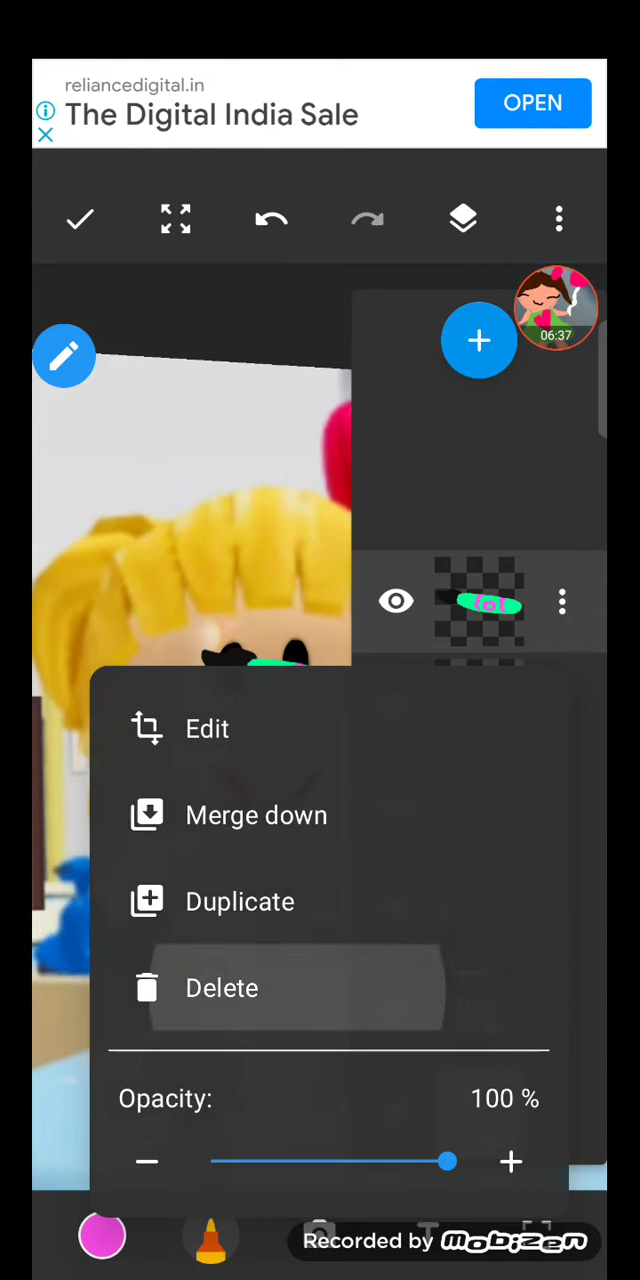 reliancedigital.in
The Digital India Sale
OPEN
06:37
lol
Edit
Merge down
Duplicate
Delete
Opacity:
100 %
Recorded by mobizen